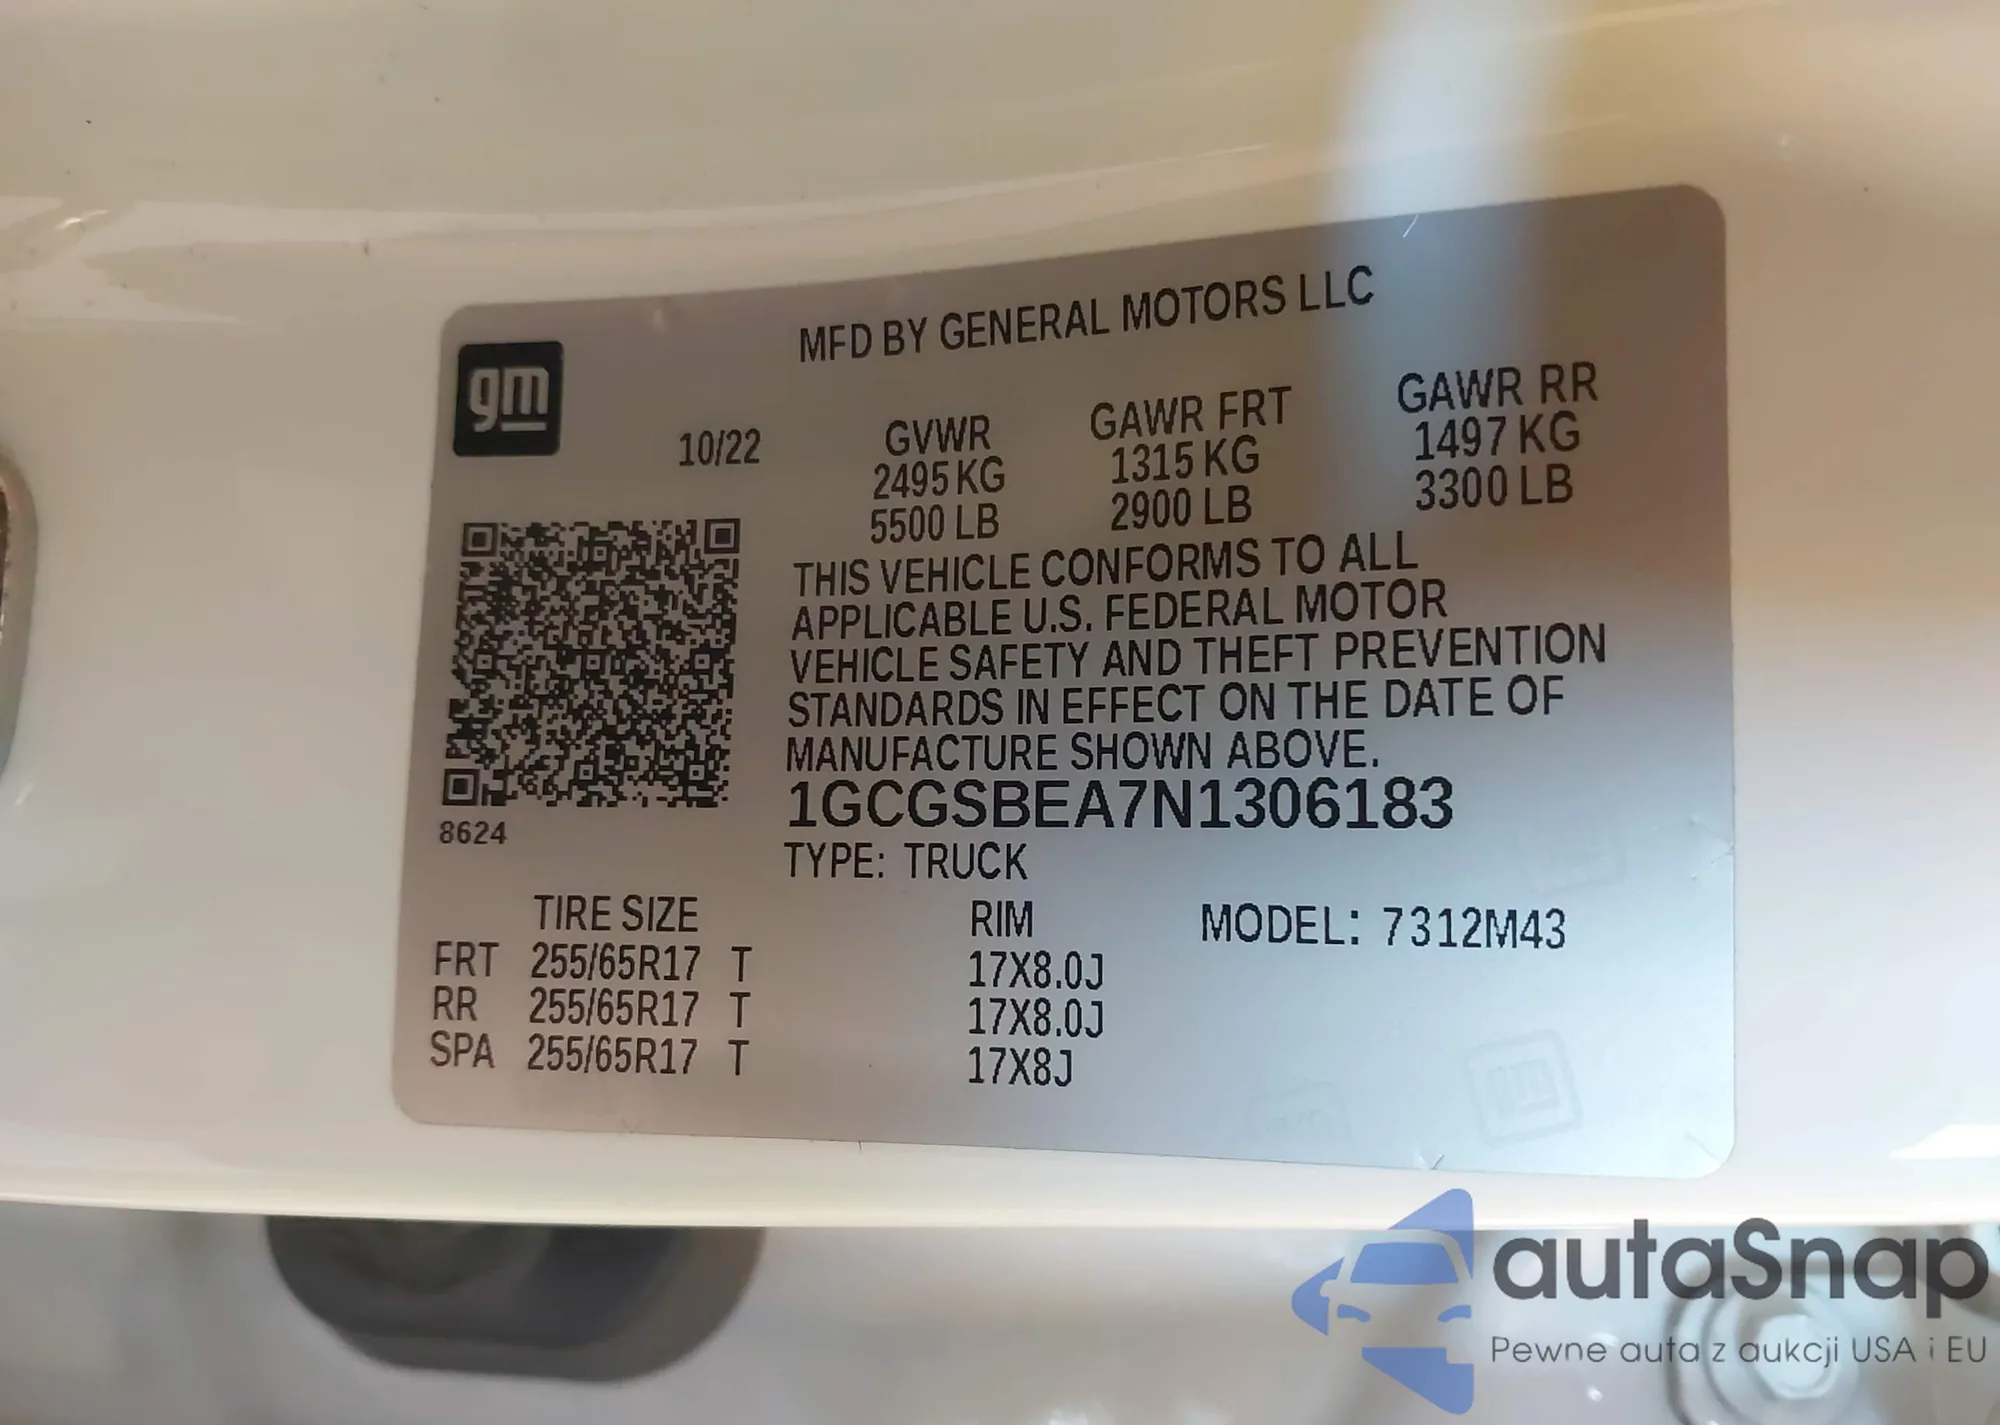 MFD BY GENERAL MOTORS LLC
gm
10/22
GVWR GAWR FRT GAWR RR
2495 KG 1315 KG 1497 KG
5500 LB 2900 LB 3300 LB
THIS VEHICLE CONFORMS TO ALL
APPLICABLE U.S. FEDERAL MOTOR
VEHICLE SAFETY AND THEFT PREVENTION
STANDARDS IN EFFECT ON THE DATE OF
MANUFACTURE SHOWN ABOVE.
1GCGSBEA7N1306183
8624
TYPE: TRUCK
TIRE SIZE RIM MODEL: 7312M43
FRT 255/65R17 T 17X8.0J
RR 255/65R17 T 17X8.0J
SPA 255/65R17 T 17X8J
gm
autaSnap
Pewne auta z aukcji USA i EU